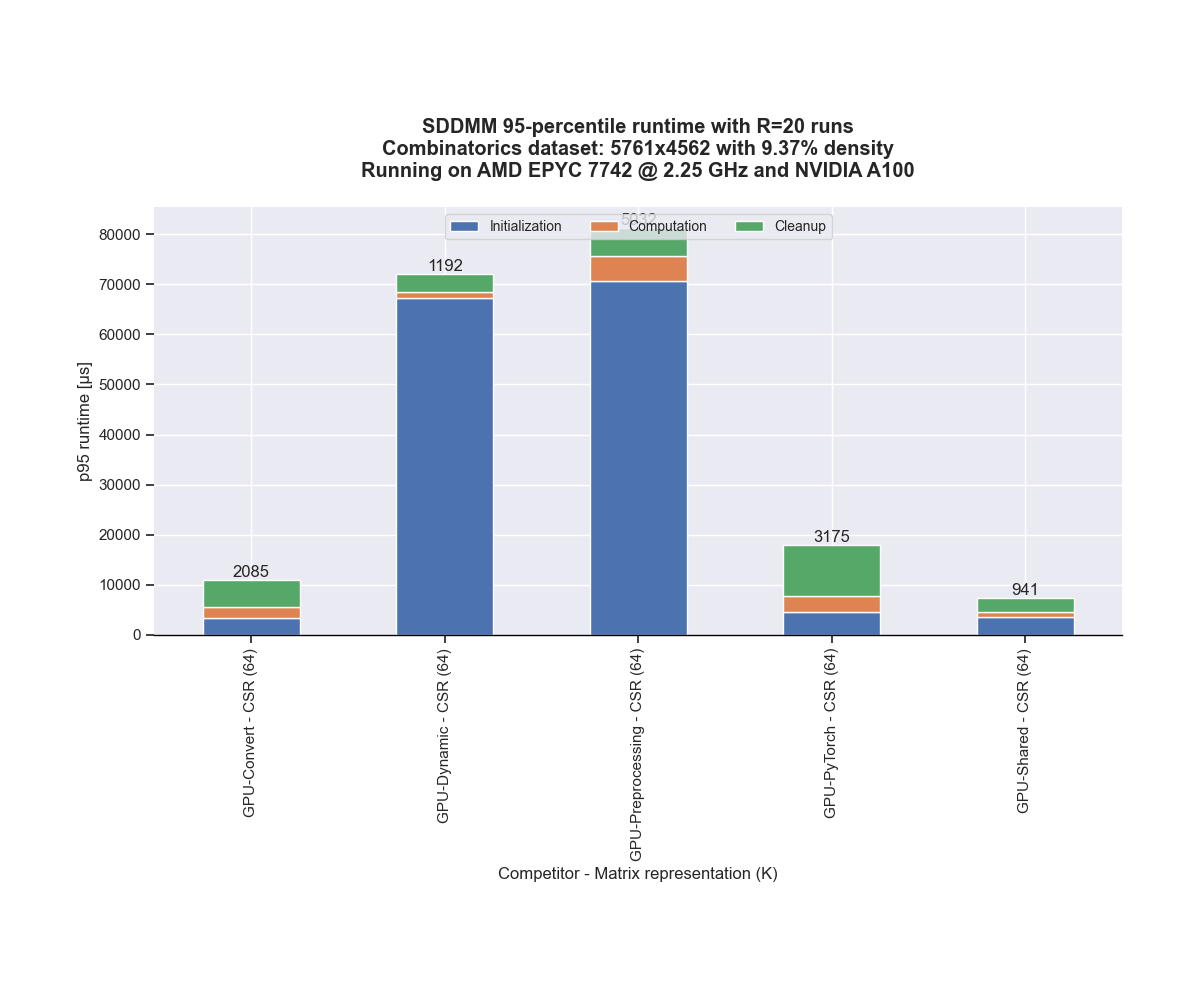 SDDMM 95-percentile runtime with R=20 runs
Combinatorics dataset: 5761x4562 with 9.37% density
Running on AMD EPYC 7742 @ 2.25 GHz and NVIDIA A100
5032
Initialization
Computation
Cleanup
80000
70000
60000
50000
40000
30000
20000
10000
0
p95 runtime [µs]
2085
1192
3175
941
GPU-Convert - CSR (64)
GPU-Dynamic - CSR (64)
GPU-Preprocessing - CSR (64)
GPU-PyTorch - CSR (64)
GPU-Shared - CSR (64)
Competitor - Matrix representation (K)